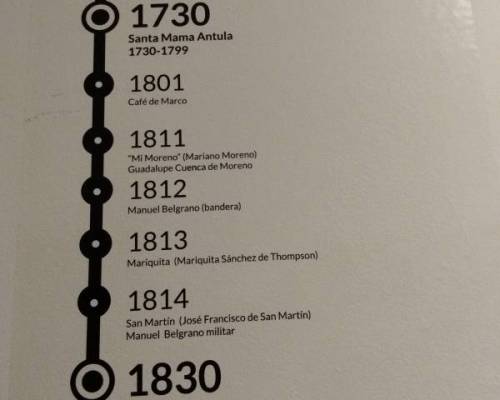 1730
Santa Mama Antula
1730-1799
1801
Café de Marco
1811
"Mi Moreno" (Mariano Moreno)
Guadalupe Cuenca de Moreno
1812
Manuel Belgrano (bandera)
1813
Mariquita (Mariquita Sánchez de Thompson)
1814
San Martín (José Francisco de San Martín)
Manuel Belgrano militar
1830